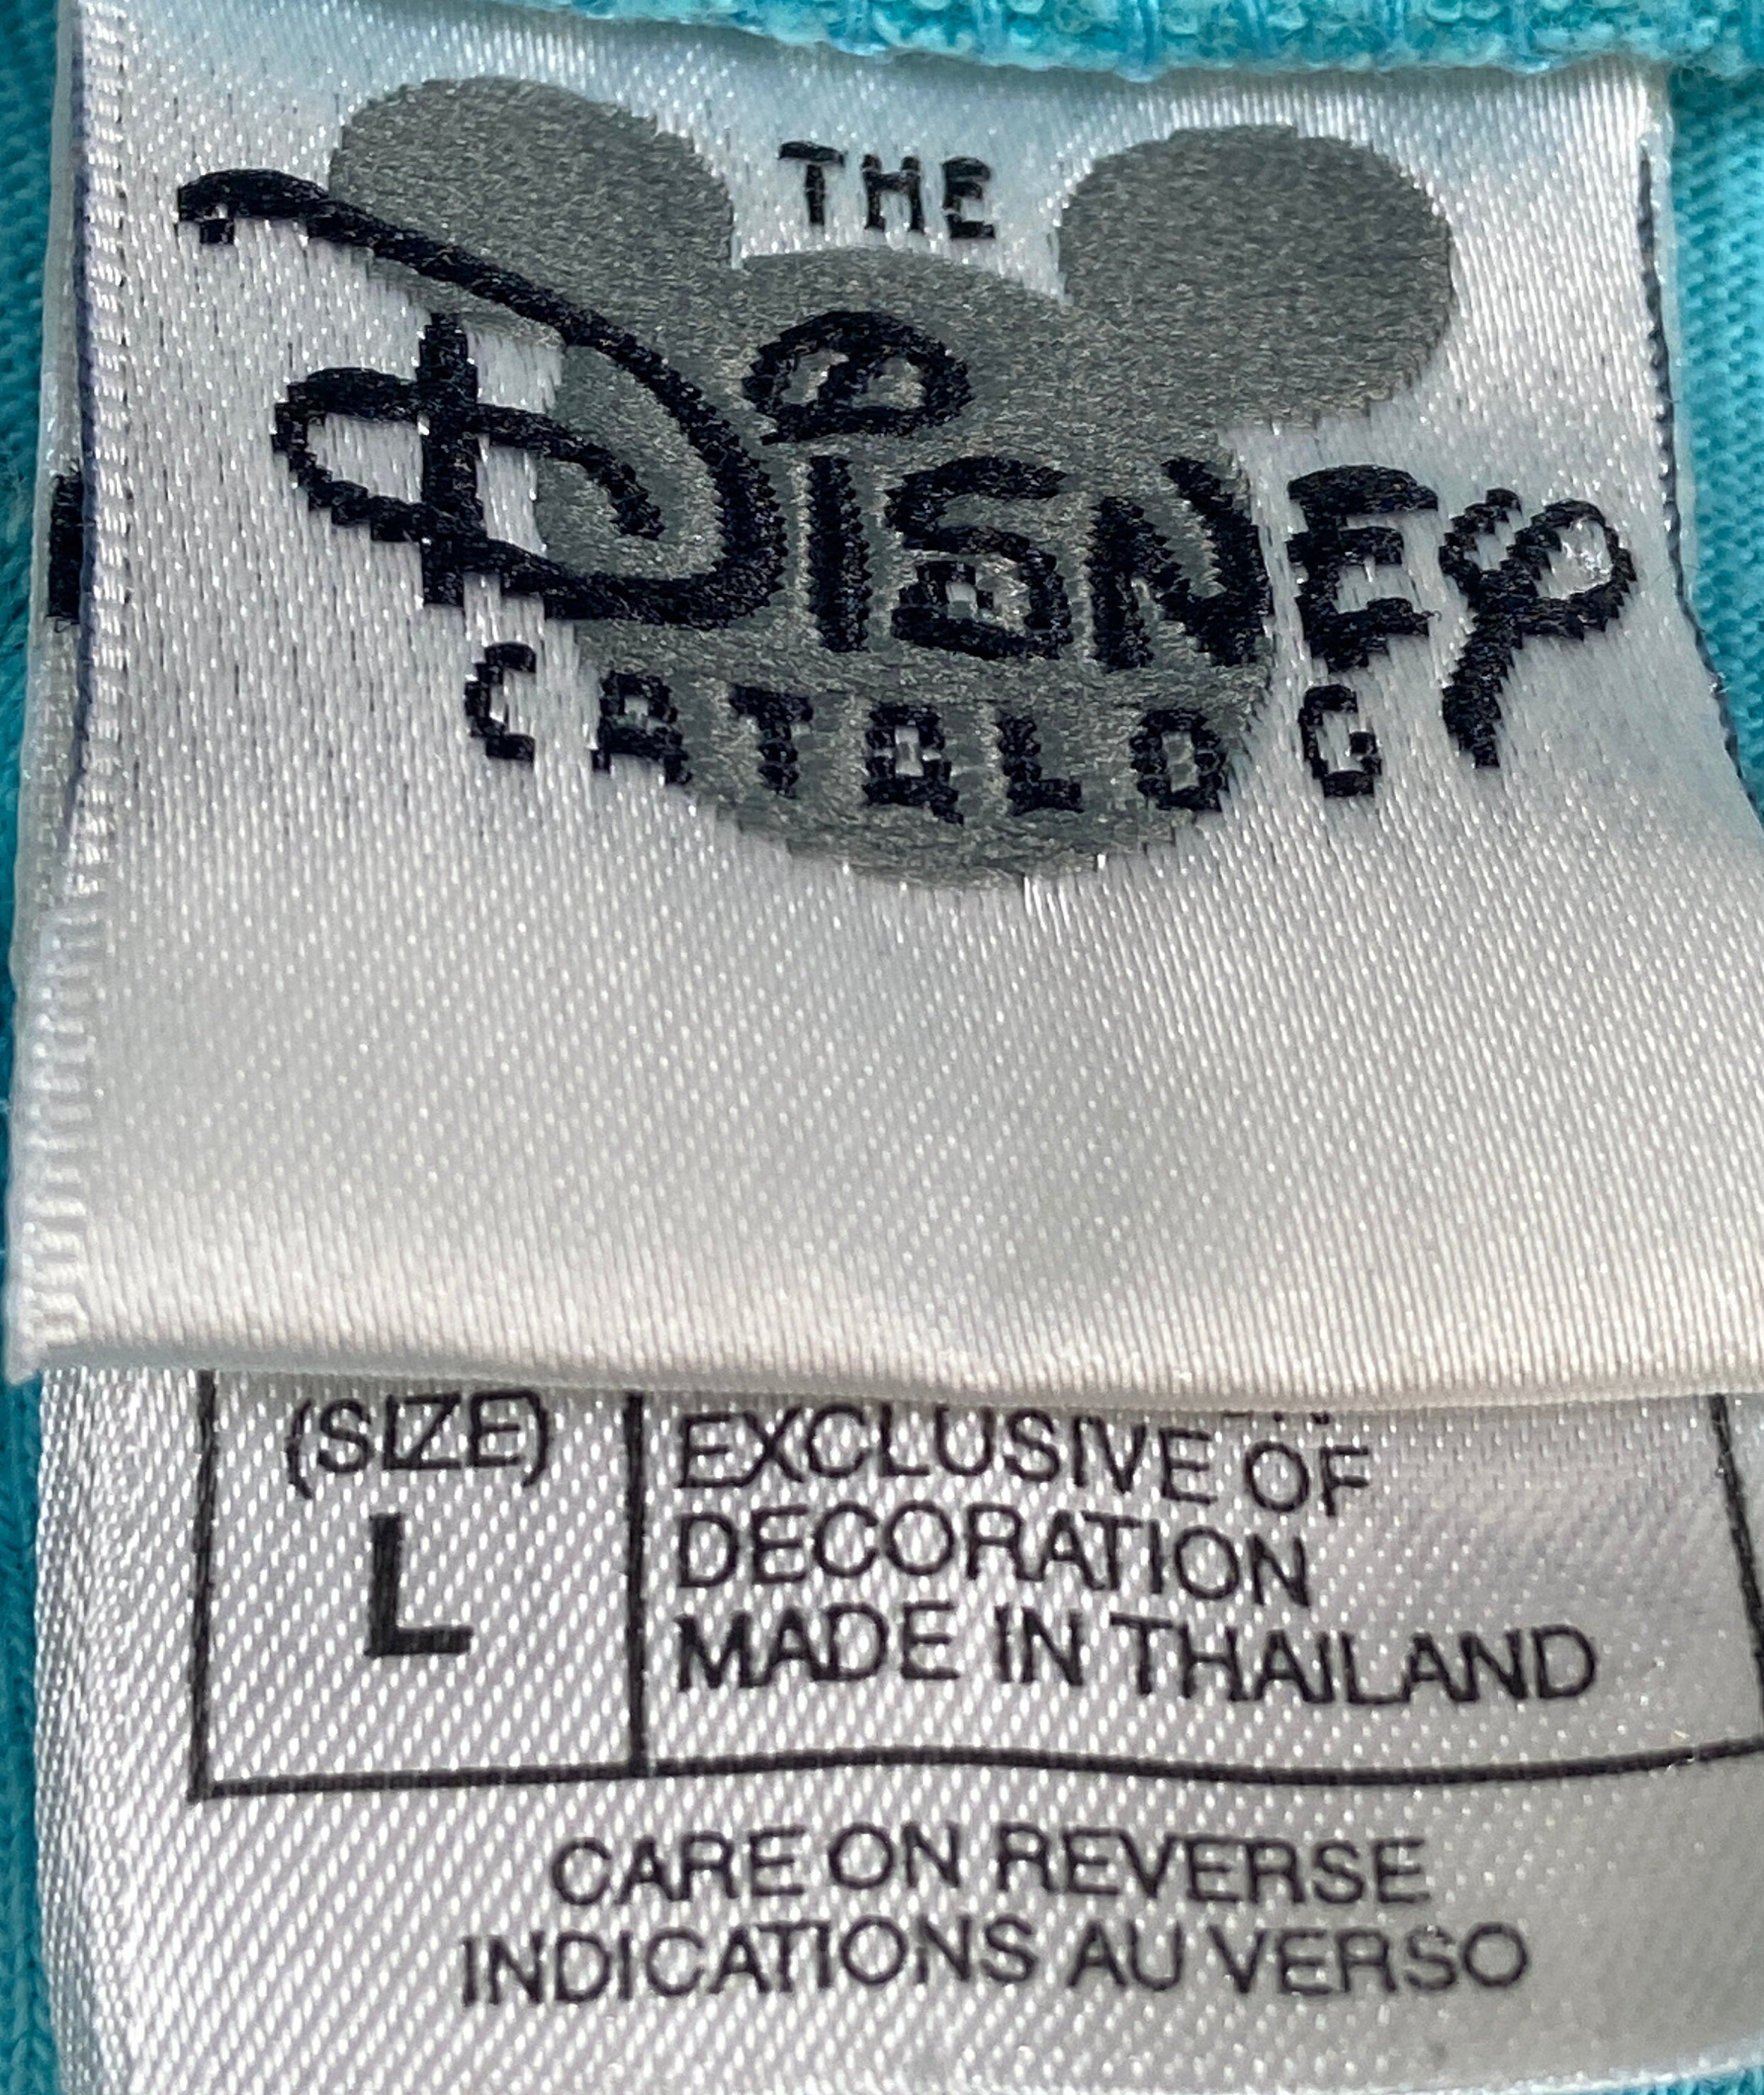 THE
Disney
CATALOG
(SIZE)
L
EXCLUSIVE OF
DECORATION
MADE IN THAILAND
CARE ON REVERSE
INDICATIONS AU VERSO